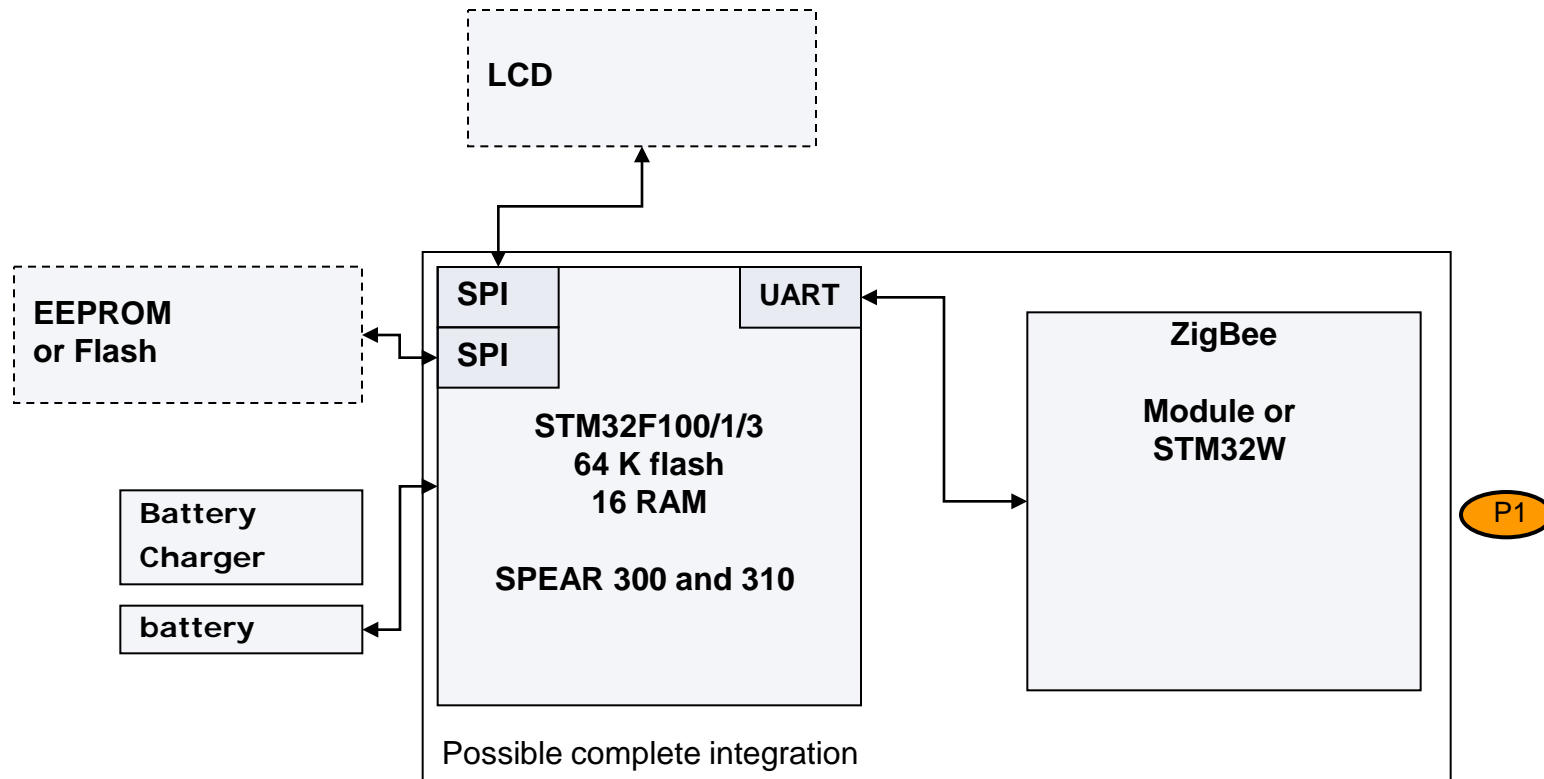 LCD
EEPROM
or Flash
SPI
SPI
UART
STM32F100/1/3
64 K flash
16 RAM
SPEAR 300 and 310
ZigBee
Module or
STM32W
P1
Battery
Charger
battery
Possible complete integration